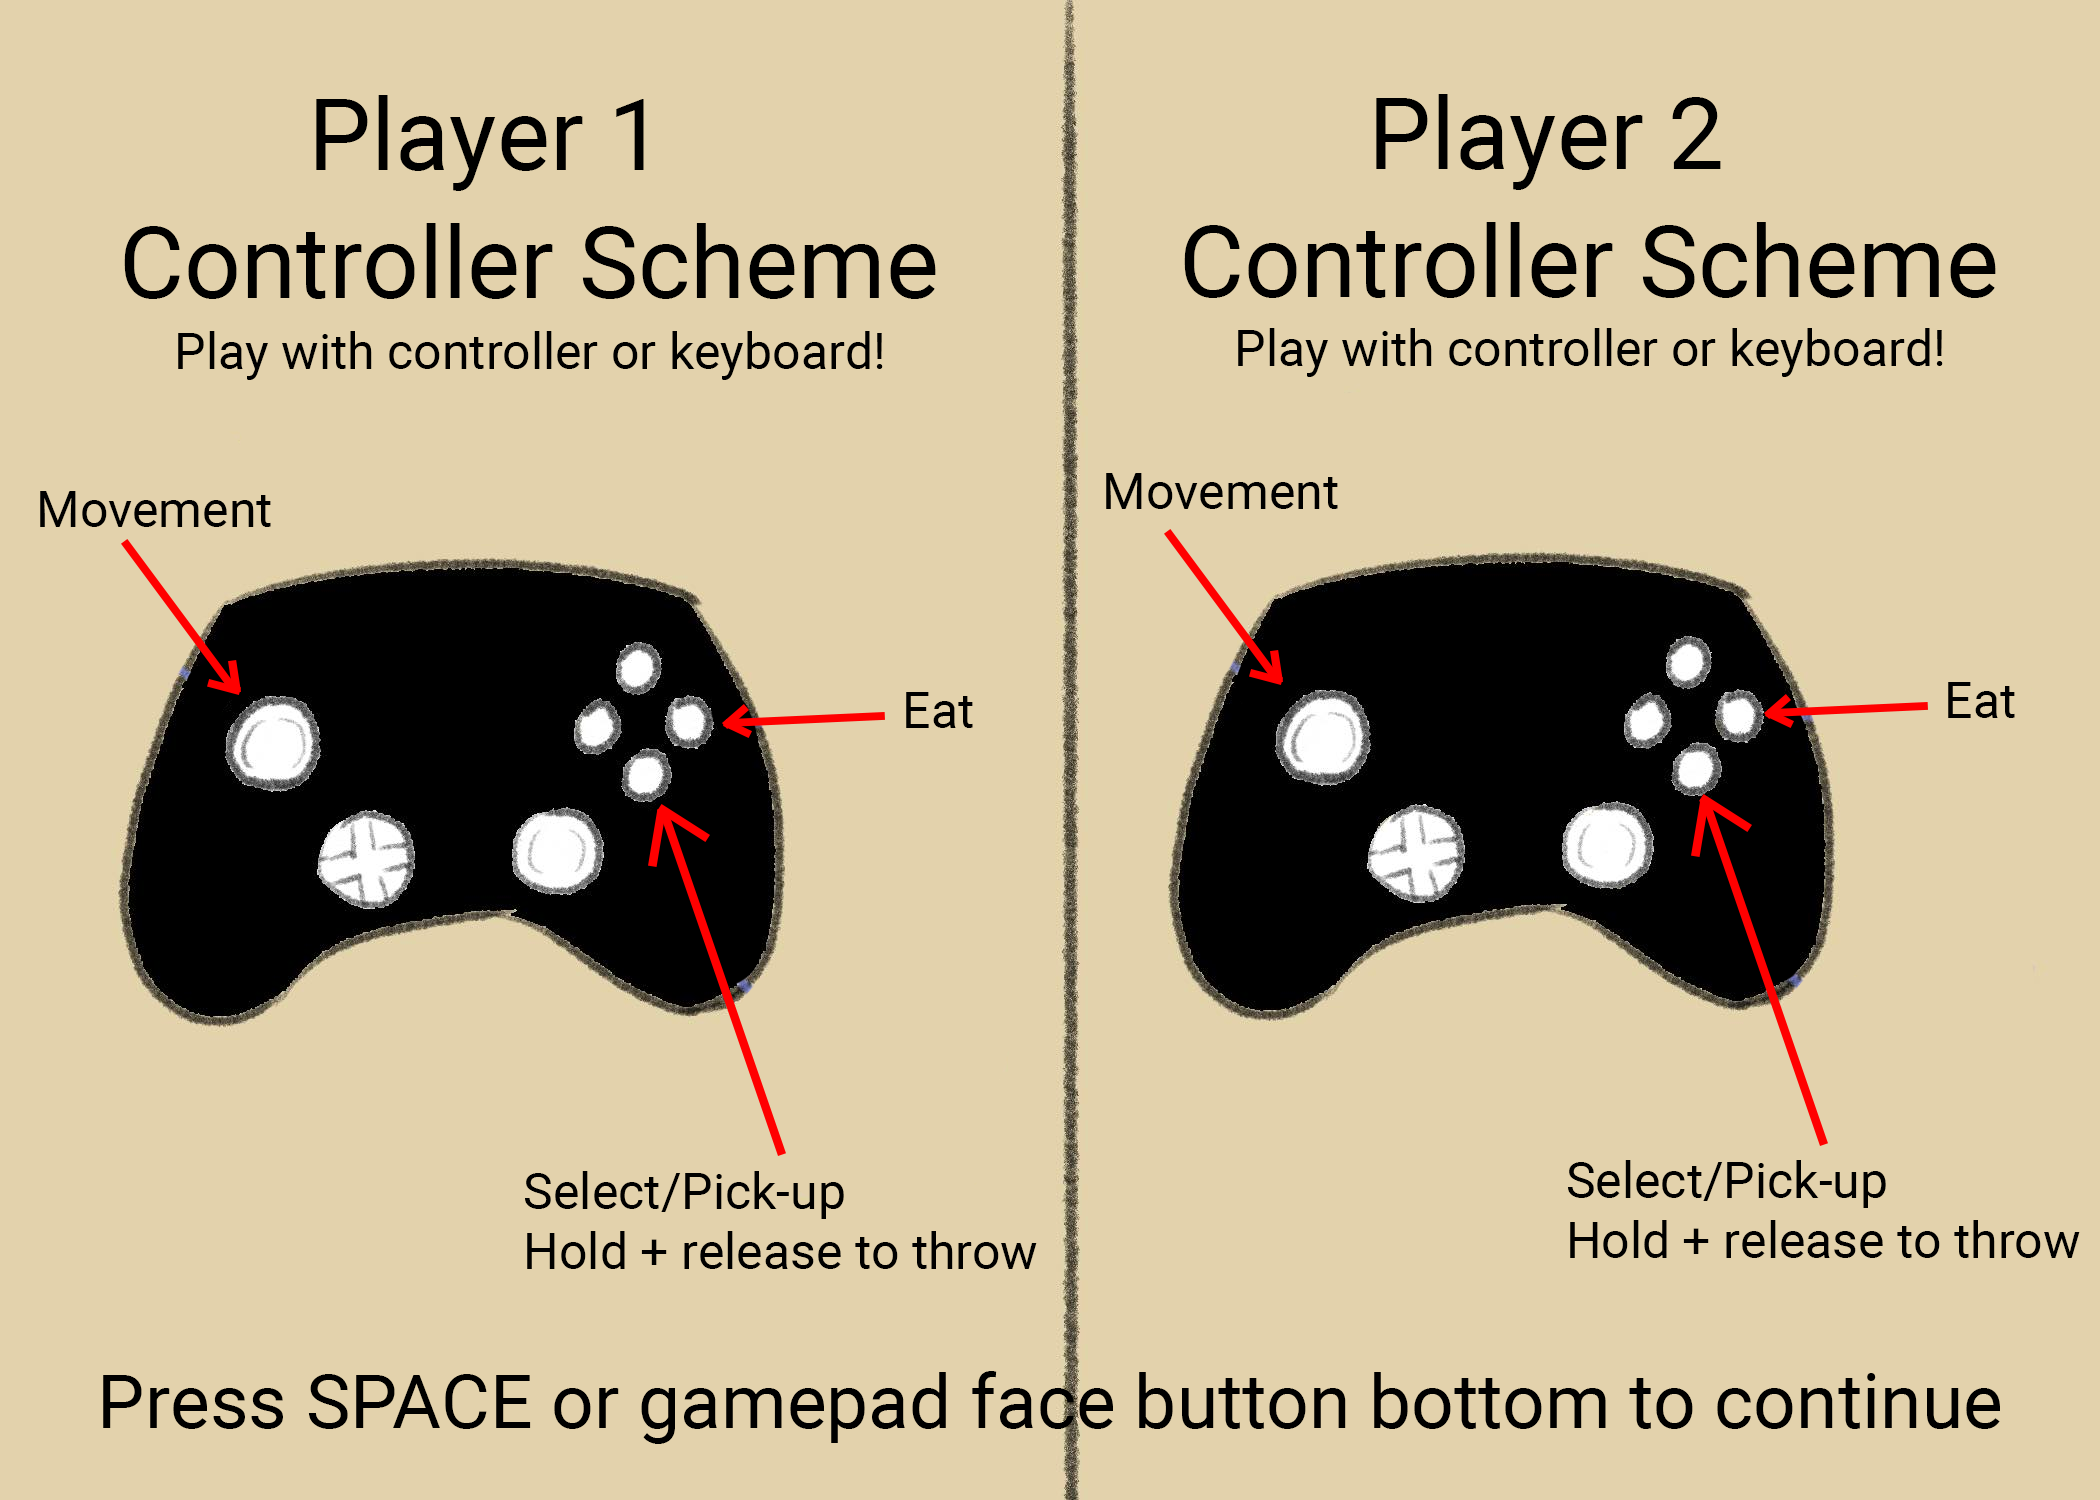 Player 1
Controller Scheme
Play with controller or keyboard!
Movement
Eat
Select/Pick-up
Hold + release to throw
Player 2
Controller Scheme
Play with controller or keyboard!
Movement
Eat
Select/Pick-up
Hold + release to throw
Press SPACE or gamepad face button bottom to continue